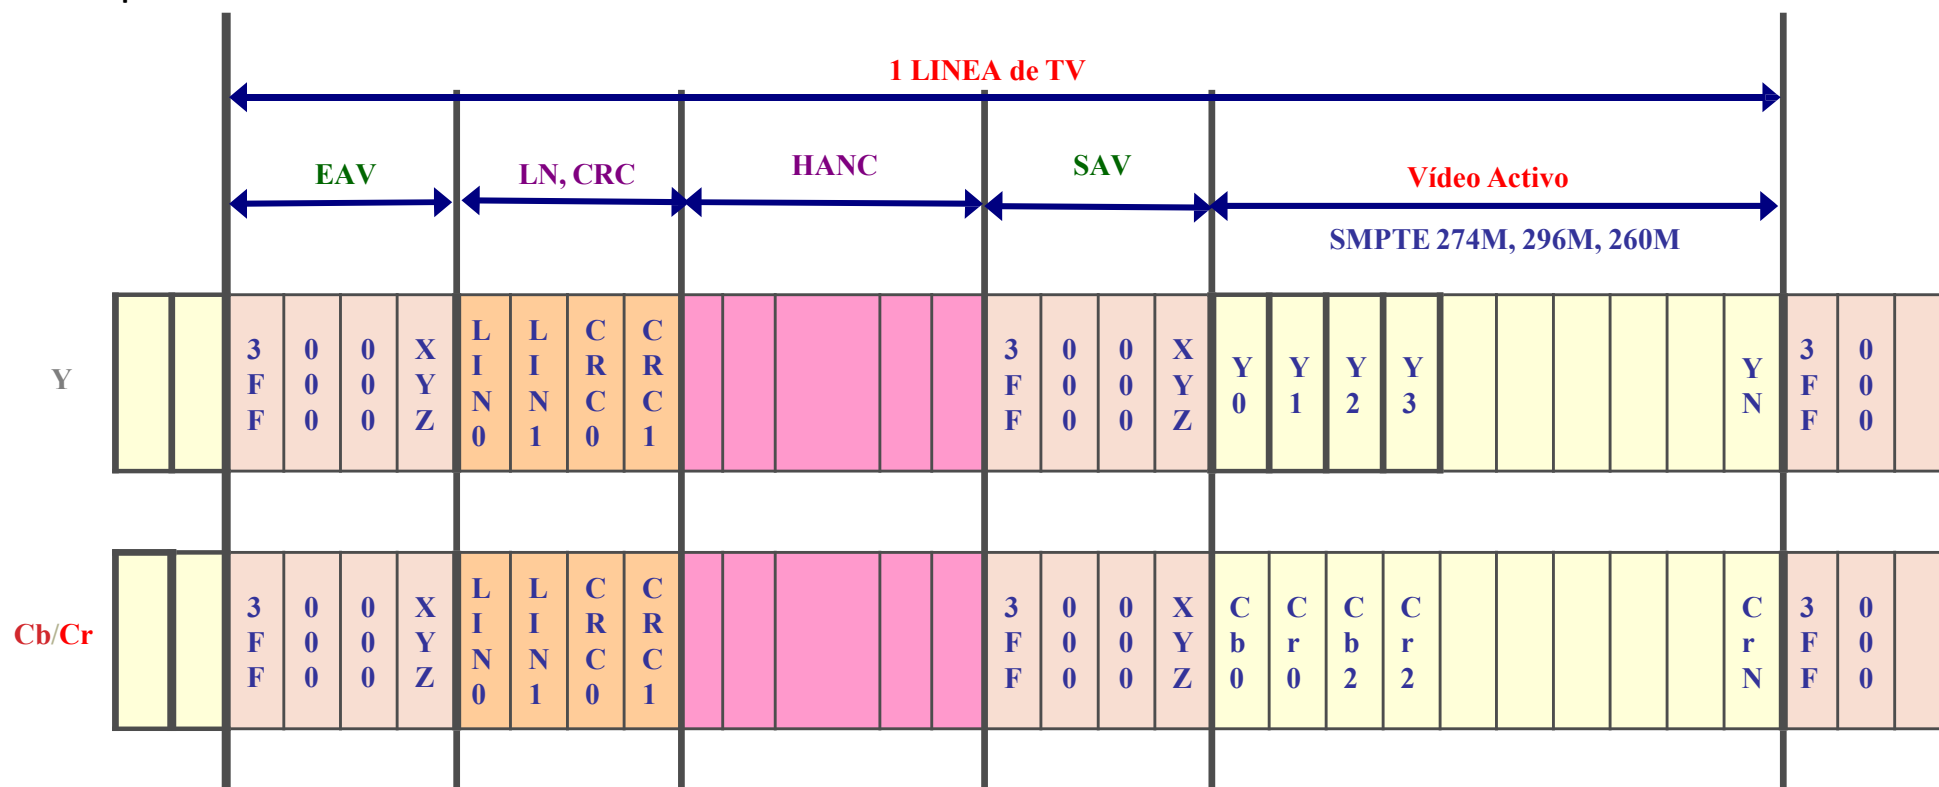 1 LINEA de TV
EAV
LN, CRC
HANC
SAV
Vídeo Activo
SMPTE 274M, 296M, 260M
Y
3FF
000
000
XYZ
LIN0
LIN1
CRC0
CRC1
3FF
000
000
XYZ
Y0
Y1
Y2
Y3
YN
3FF
000
Cb/Cr
3FF
000
000
XYZ
LIN0
LIN1
CRC0
CRC1
3FF
000
000
XYZ
Cb0
Cr0
Cb2
Cr2
CrN
3FF
000